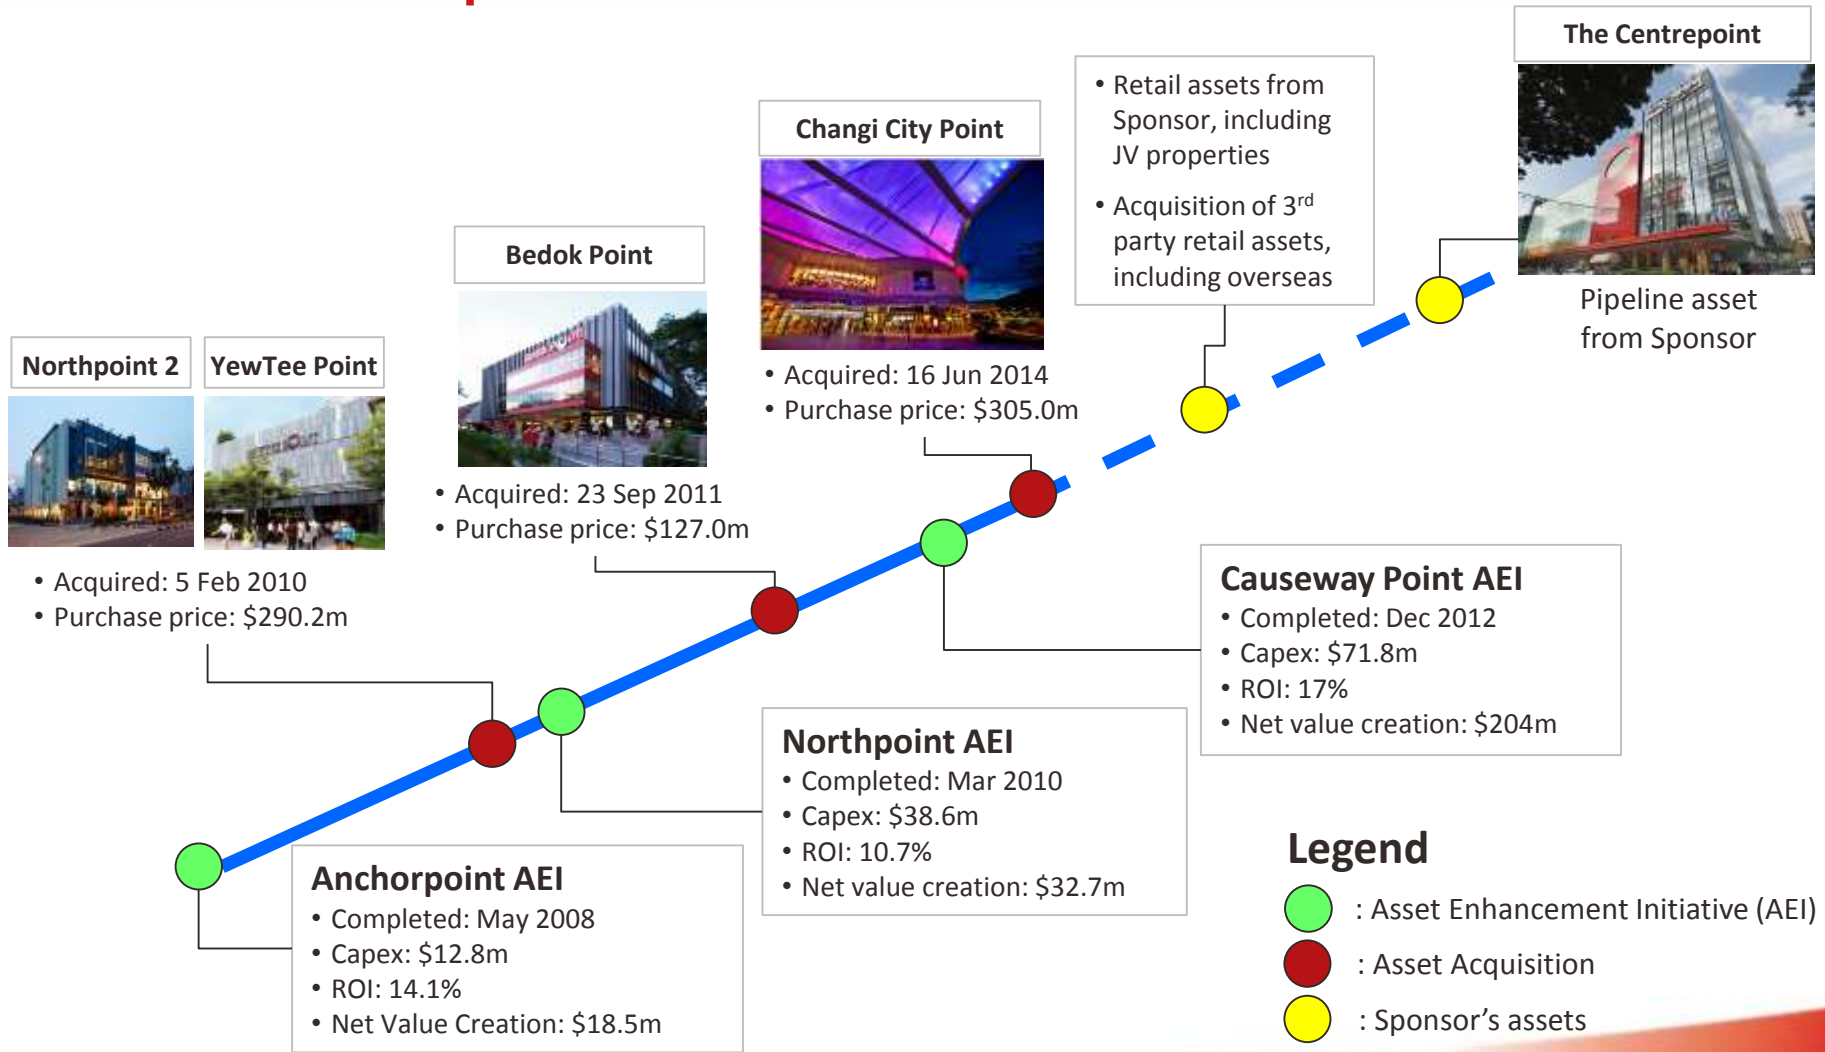 The Centrepoint
Pipeline asset
from Sponsor
• Retail assets from
Sponsor, including
JV properties
• Acquisition of 3rd
party retail assets,
including overseas
Changi City Point
• Acquired: 16 Jun 2014
• Purchase price: $305.0m
Bedok Point
• Acquired: 23 Sep 2011
• Purchase price: $127.0m
Northpoint 2
YewTee Point
• Acquired: 5 Feb 2010
• Purchase price: $290.2m
Causeway Point AEI
• Completed: Dec 2012
• Capex: $71.8m
• ROI: 17%
• Net value creation: $204m
Northpoint AEI
• Completed: Mar 2010
• Capex: $38.6m
• ROI: 10.7%
• Net value creation: $32.7m
Anchorpoint AEI
• Completed: May 2008
• Capex: $12.8m
• ROI: 14.1%
• Net Value Creation: $18.5m
Legend
: Asset Enhancement Initiative (AEI)
: Asset Acquisition
: Sponsor’s assets